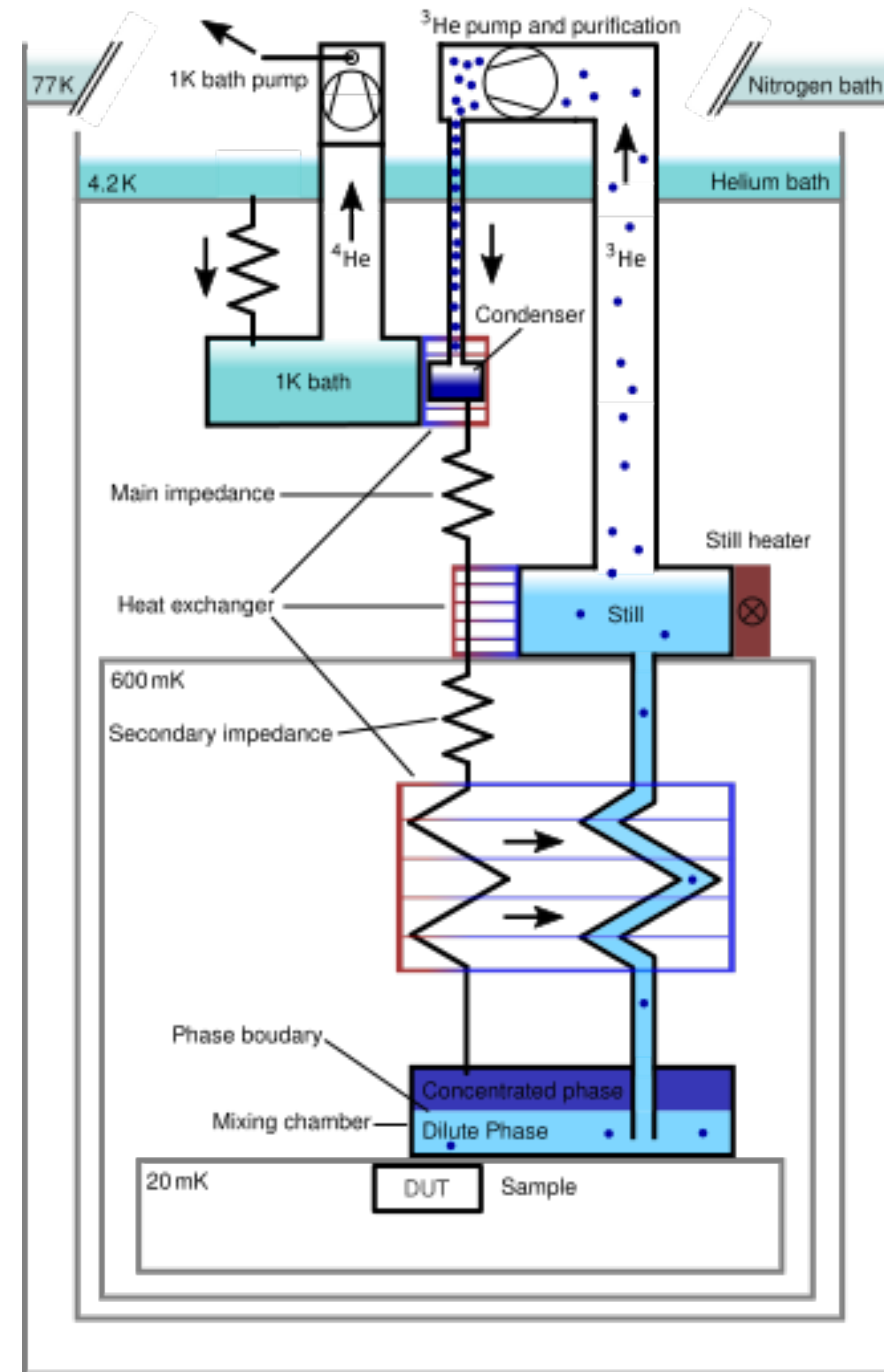 ³He pump and purification
1K bath pump
77K
Nitrogen bath
4.2K
Helium bath
⁴He
³He
Condenser
1K bath
Main impedance
Still heater
Heat exchanger
Still
600mK
Secondary impedance
Phase boudary
Concentrated phase
Mixing chamber
Dilute Phase
20mK
DUT
Sample